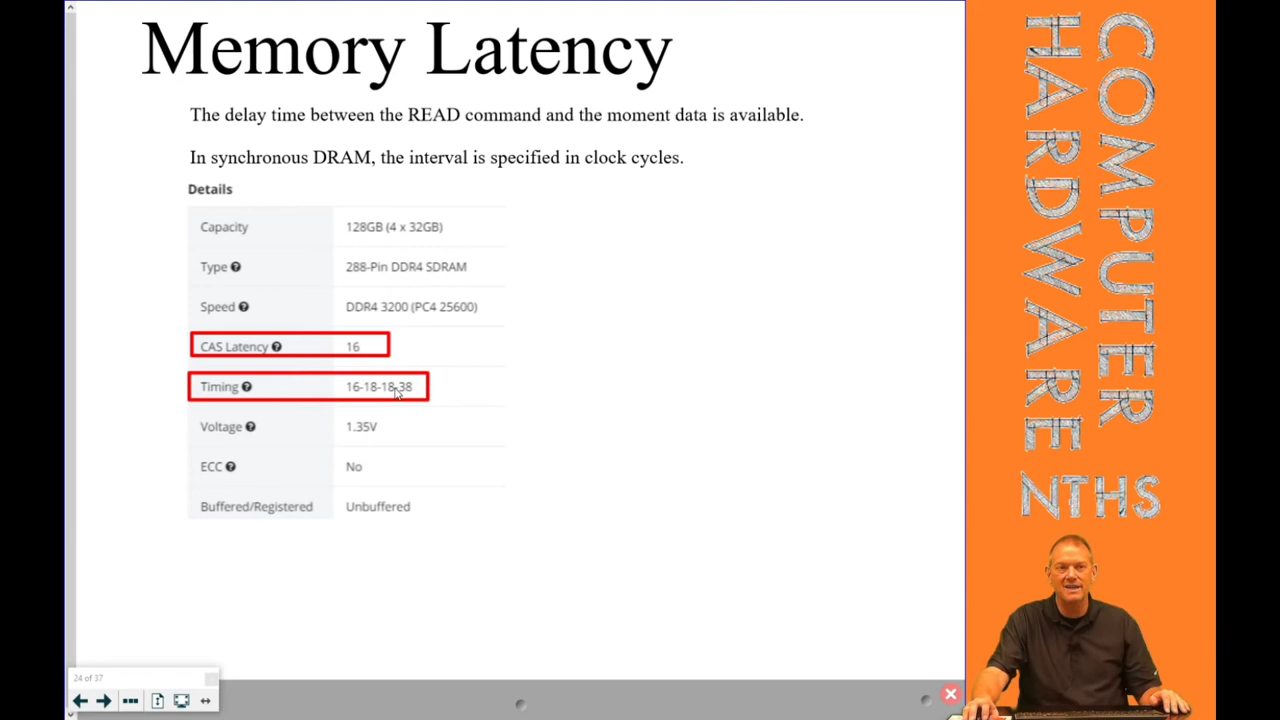 Memory Latency
The delay time between the READ command and the moment data is available.
In synchronous DRAM, the interval is specified in clock cycles.
Details
Capacity 128GB (4 x 32GB)
Type 288-Pin DDR4 SDRAM
Speed DDR4 3200 (PC4 25600)
CAS Latency 16
Timing 16-18-18-38
Voltage 1.35V
ECC No
Buffered/Registered Unbuffered
24 of 37
COMPUTER
HARDWARE
NTHS